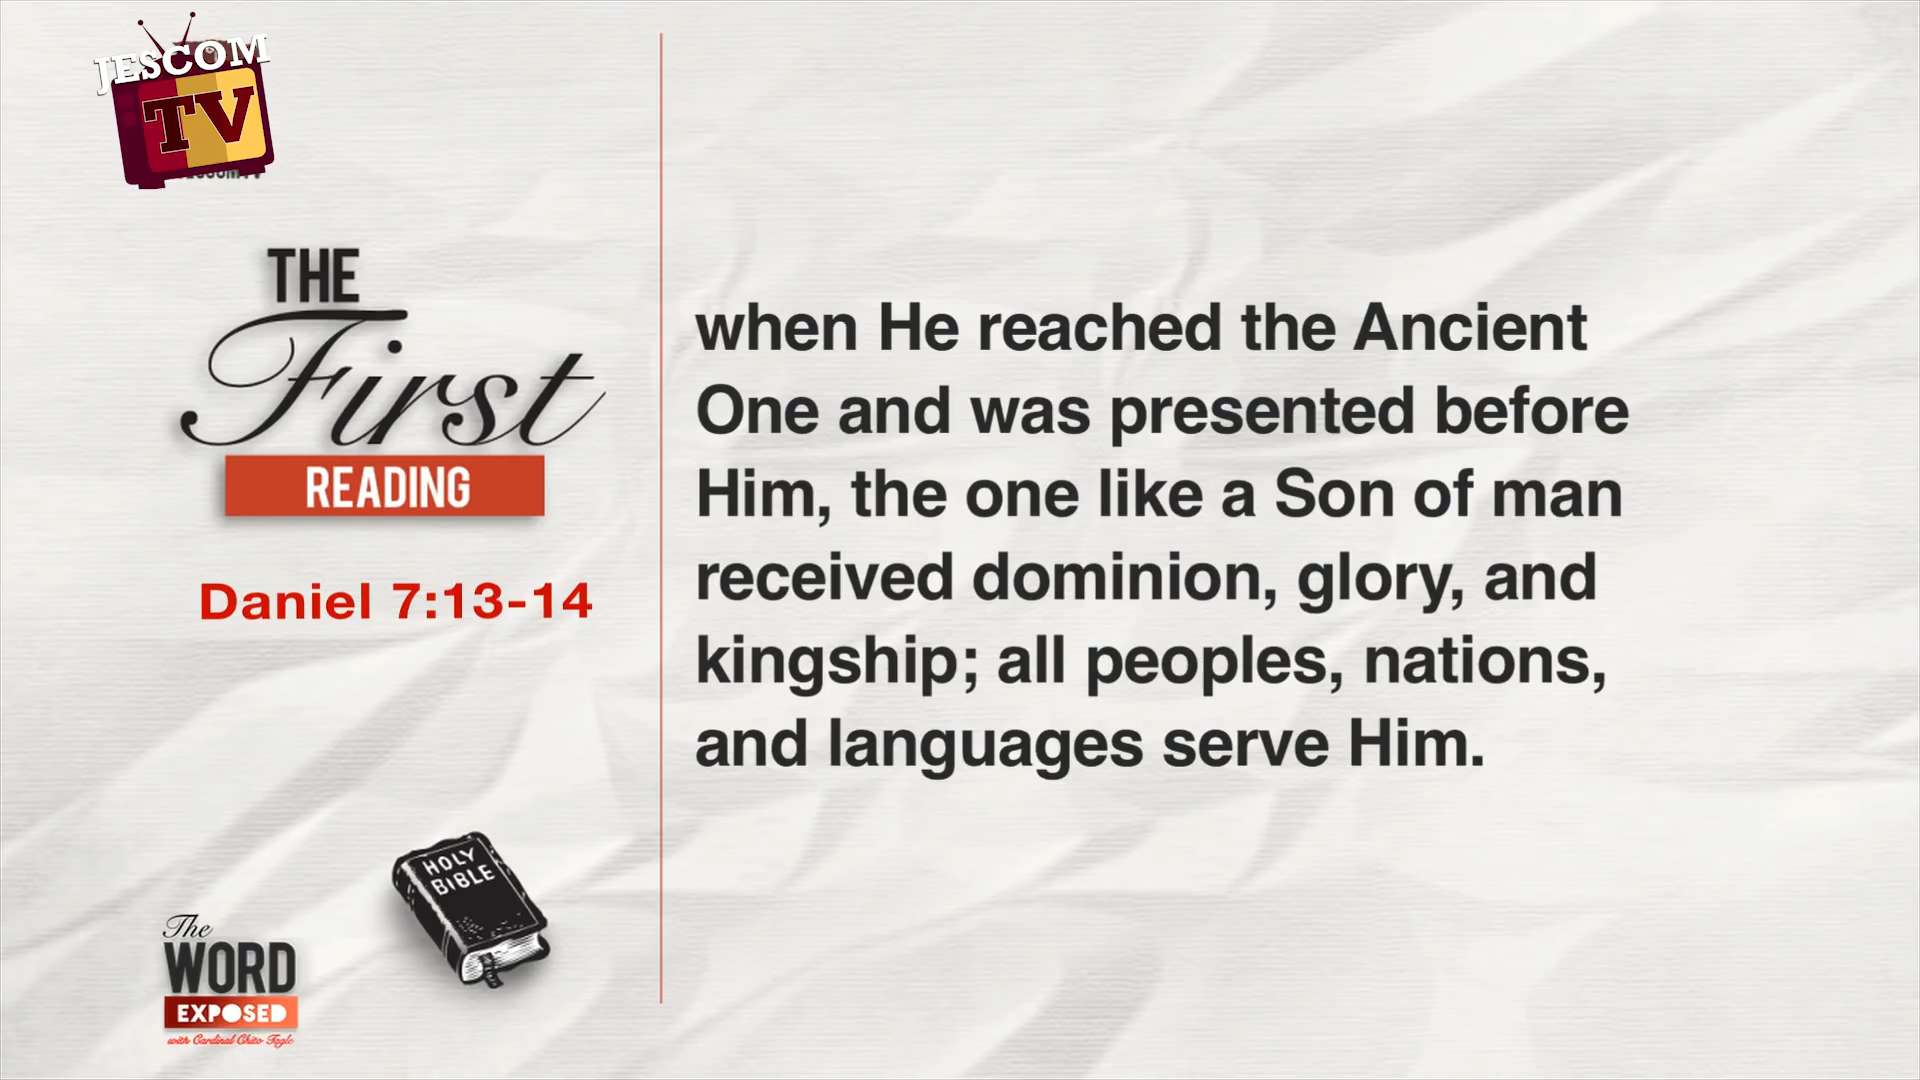 JESCOM
TV
THE
First
READING
Daniel 7:13-14
when He reached the Ancient
One and was presented before
Him, the one like a Son of man
received dominion, glory, and
kingship; all peoples, nations,
and languages serve Him.
HOLY
BIBLE
The
WORD
EXPOSED
with Cardinal Chito Tagle